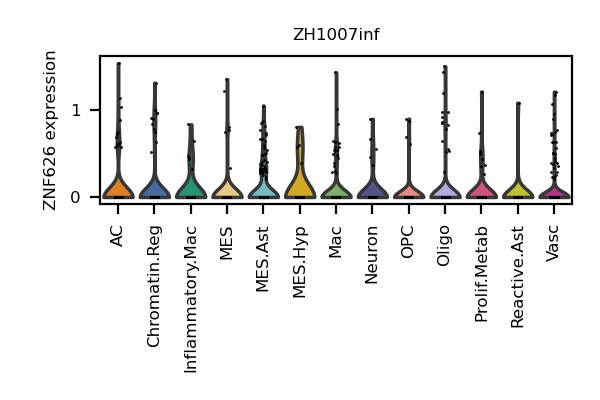 ZH1007inf
ZNF626 expression
1
0
AC
Chromatin.Reg
Inflammatory.Mac
MES
MES.Ast
MES.Hyp
Mac
Neuron
OPC
Oligo
Prolif.Metab
Reactive.Ast
Vasc